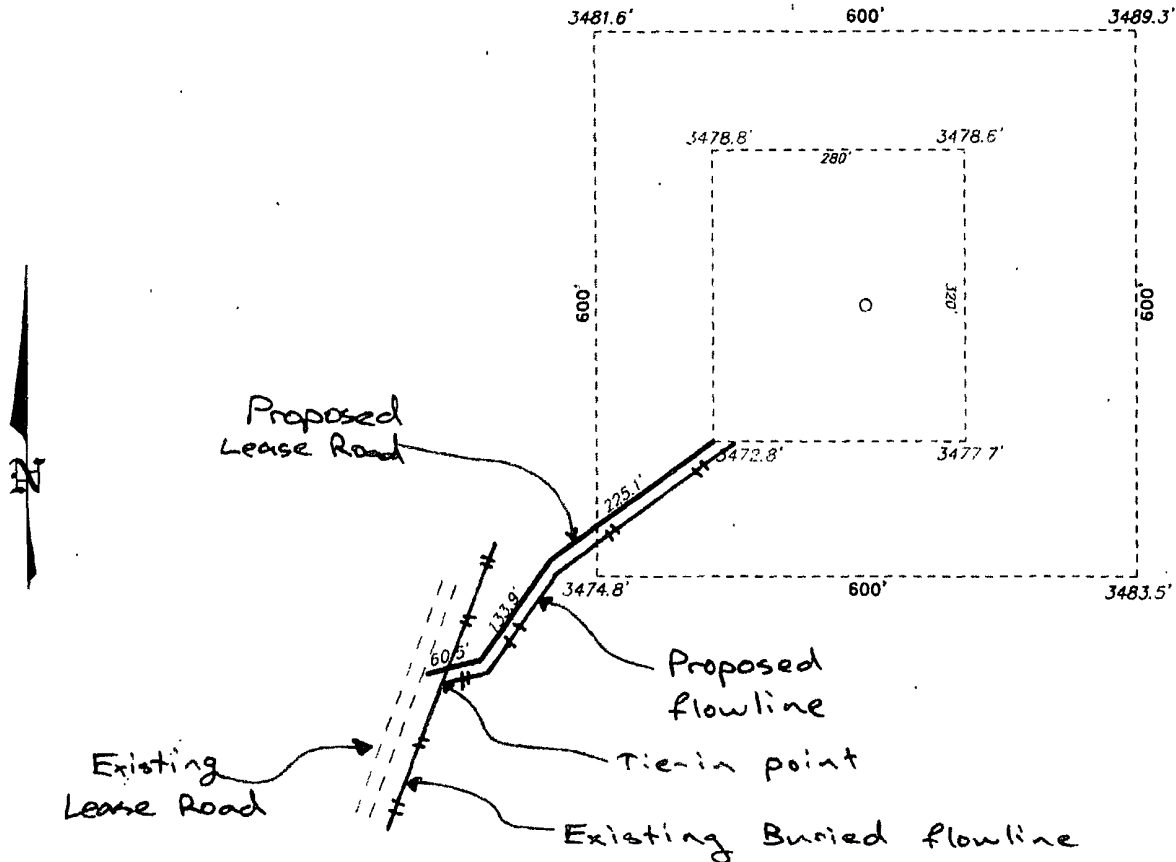 3481.6' 600' 3489.3'
3478.8' 3478.6'
280'
600' 320' 600'
Proposed
Lease Road
3472.8' 3477.7'
225.1'
N
3474.8' 600' 3483.5'
133.9'
60.5'
Proposed
flowline
Existing
Lease Road
Tie-in point
Existing Buried flowline